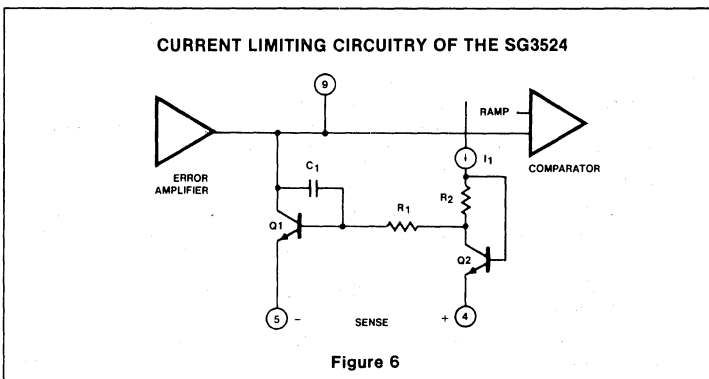 CURRENT LIMITING CIRCUITRY OF THE SG3524
9
RAMP
I1
COMPARATOR
ERROR
AMPLIFIER
C1
R2
R1
Q1
Q2
5 -
SENSE
+ 4
Figure 6